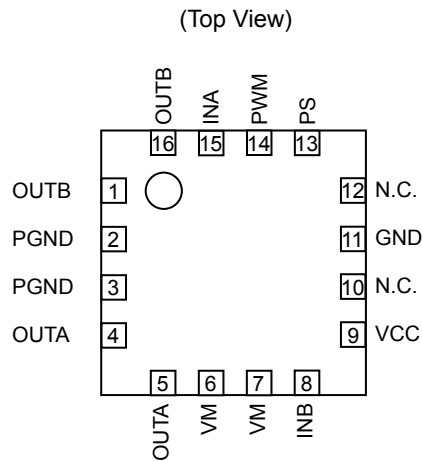 (Top View)
OUTB
INA
PWM
PS
16 15 14 13
OUTB 1 12 N.C.
PGND 2 11 GND
PGND 3 10 N.C.
OUTA 4 9 VCC
5 6 7 8
OUTA
VM
VM
INB